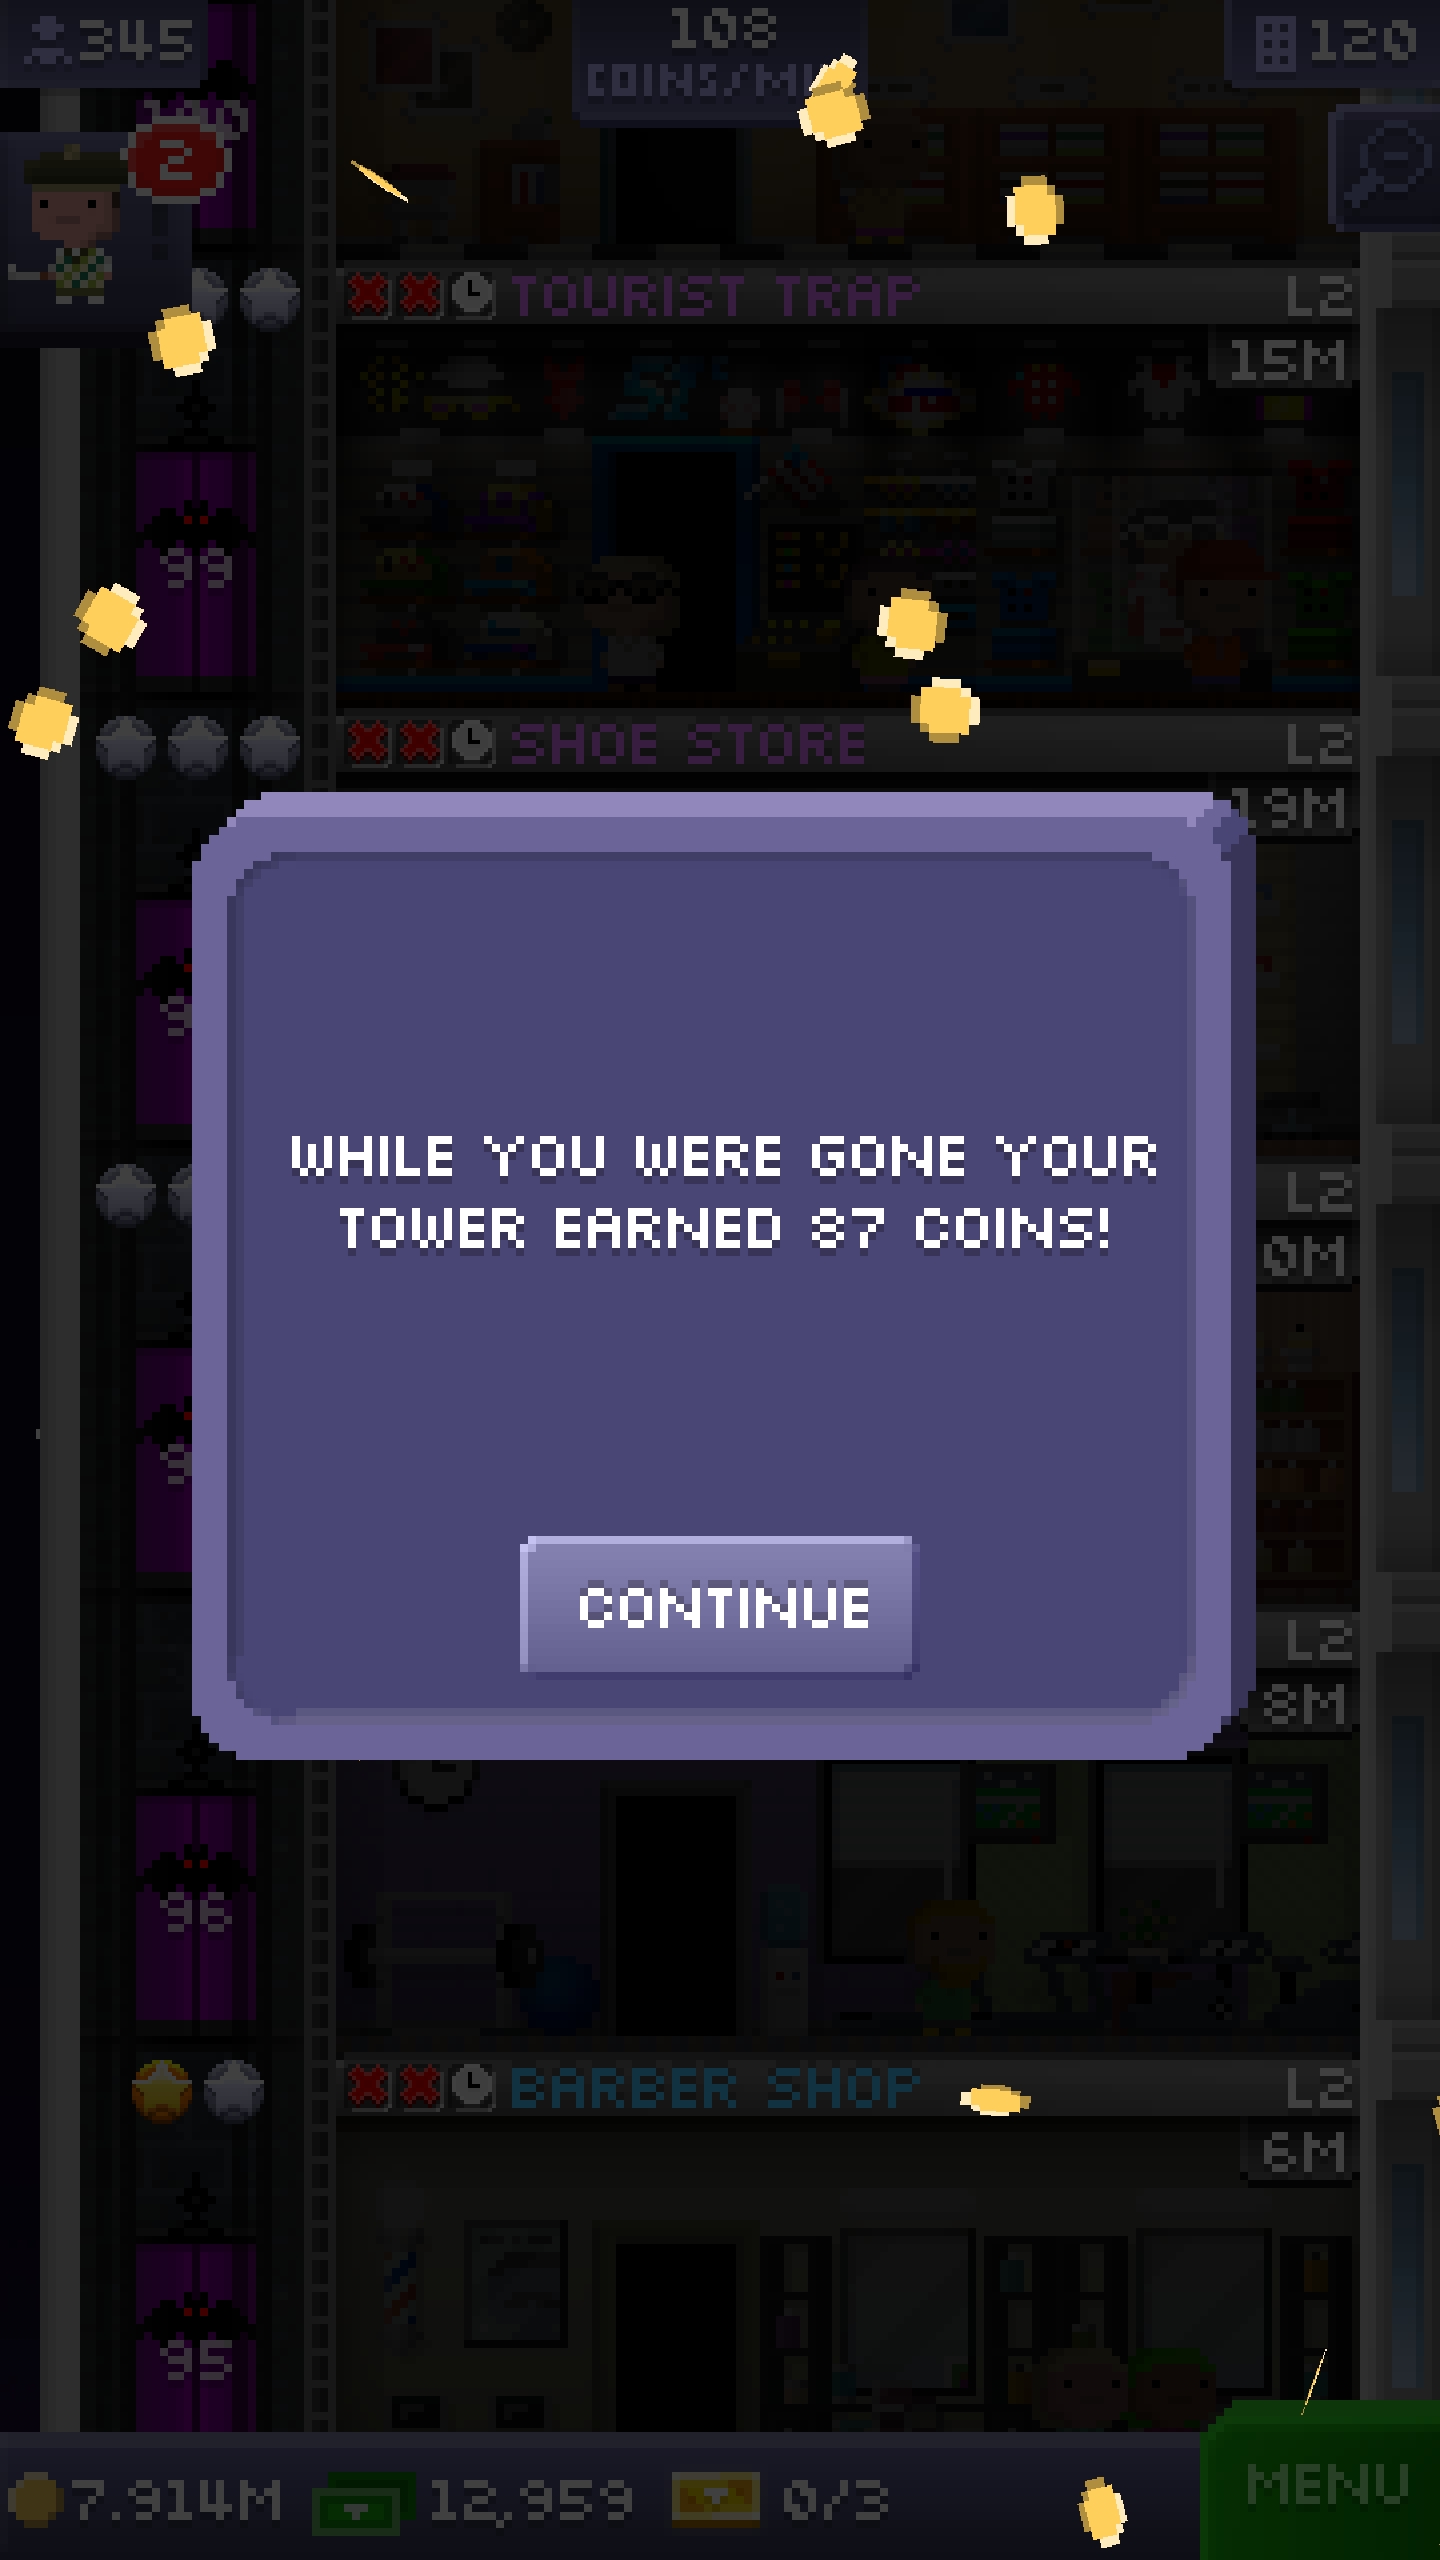 345
108
COINS/MI
120
100
2
TOURIST TRAP
L2
15M
99
SHOE STORE
L2
19M
WHILE YOU WERE GONE YOUR
TOWER EARNED 87 COINS!
L2
0M
CONTINUE
L2
8M
96
BARBER SHOP
L2
6M
95
7.914M
12,959
0/3
MENU